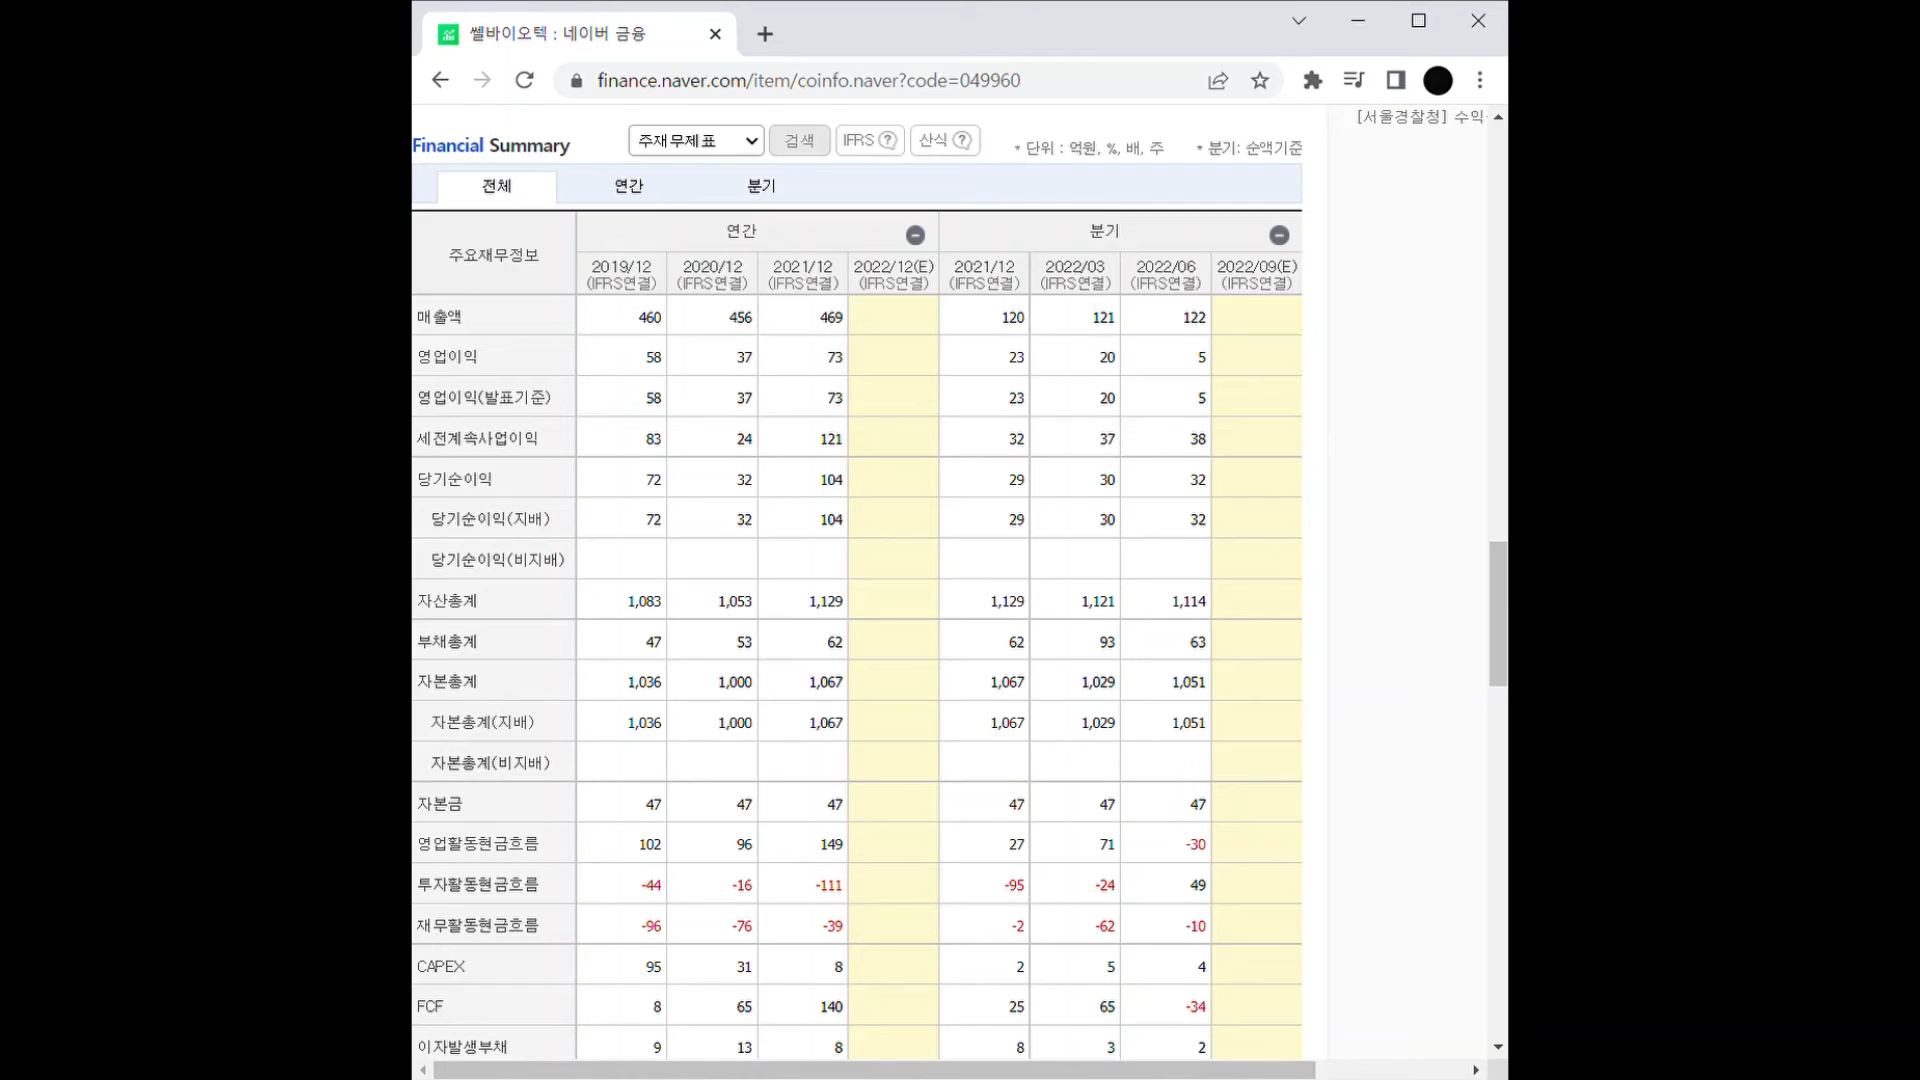 쎌바이오텍 : 네이버 금융
finance.naver.com/item/coinfo.naver?code=049960
[서울경찰청] 수익
Financial Summary 주재무제표 검색 IFRS ? 산식 ? * 단위 : 억원, %, 배, 주 * 분기: 순액기준
전체 연간 분기
주요재무정보 연간 분기
2019/12 2020/12 2021/12 2022/12(E) 2021/12 2022/03 2022/06 2022/09(E)
(IFRS연결) (IFRS연결) (IFRS연결) (IFRS연결) (IFRS연결) (IFRS연결) (IFRS연결) (IFRS연결)
매출액 460 456 469 120 121 122
영업이익 58 37 73 23 20 5
영업이익(발표기준) 58 37 73 23 20 5
세전계속사업이익 83 24 121 32 37 38
당기순이익 72 32 104 29 30 32
당기순이익(지배) 72 32 104 29 30 32
당기순이익(비지배)
자산총계 1,083 1,053 1,129 1,129 1,121 1,114
부채총계 47 53 62 62 93 63
자본총계 1,036 1,000 1,067 1,067 1,029 1,051
자본총계(지배) 1,036 1,000 1,067 1,067 1,029 1,051
자본총계(비지배)
자본금 47 47 47 47 47 47
영업활동현금흐름 102 96 149 27 71 -30
투자활동현금흐름 -44 -16 -111 -95 -24 49
재무활동현금흐름 -96 -76 -39 -2 -62 -10
CAPEX 95 31 8 2 5 4
FCF 8 65 140 25 65 -34
이자발생부채 9 13 8 8 3 2